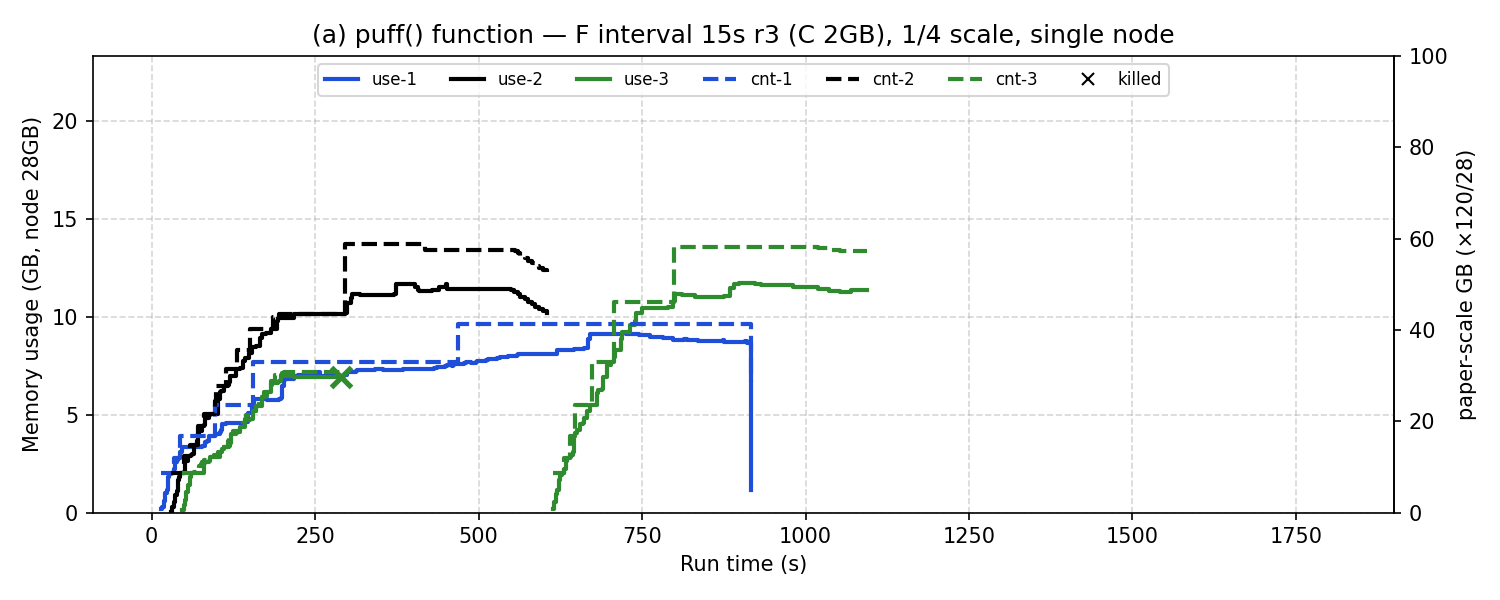 (a) puff() function — F interval 15s r3 (C 2GB), 1/4 scale, single node
use-1 use-2 use-3 cnt-1 cnt-2 cnt-3 killed
Memory usage (GB, node 28GB)
20
15
10
5
0
100
80
60
40
20
0
paper-scale GB (×120/28)
0 250 500 750 1000 1250 1500 1750
Run time (s)